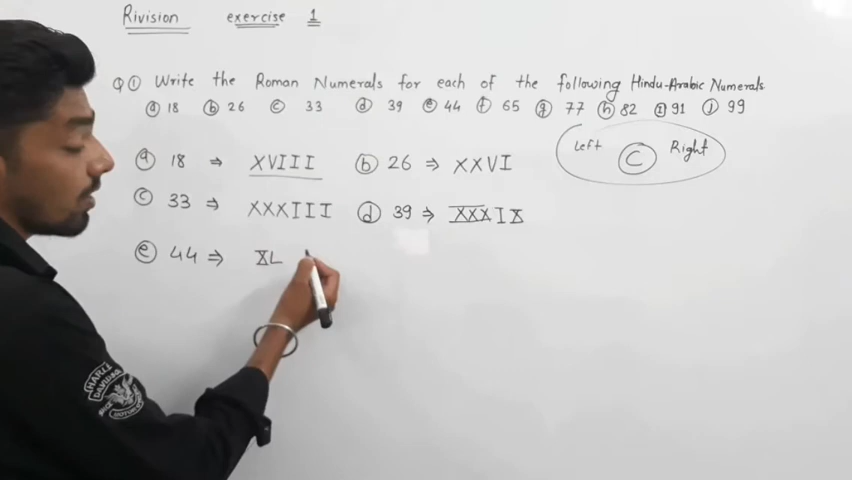 Rivision exercise 1
Q① Write the Roman Numerals for each of the following Hindu-Arabic Numerals
ⓐ 18 ⓑ 26 ⓒ 33 ⓓ 39 ⓔ 44 ⓕ 65 ⓖ 77 ⓗ 82 ⓘ 91 ⓙ 99
ⓐ 18 ⇒ XVIII ⓑ 26 ⇒ XXVI
Left Ⓒ Right
ⓒ 33 ⇒ XXXIII ⓓ 39 ⇒ XXXIX
ⓔ 44 ⇒ XL
HARLEY
DAVIDSON